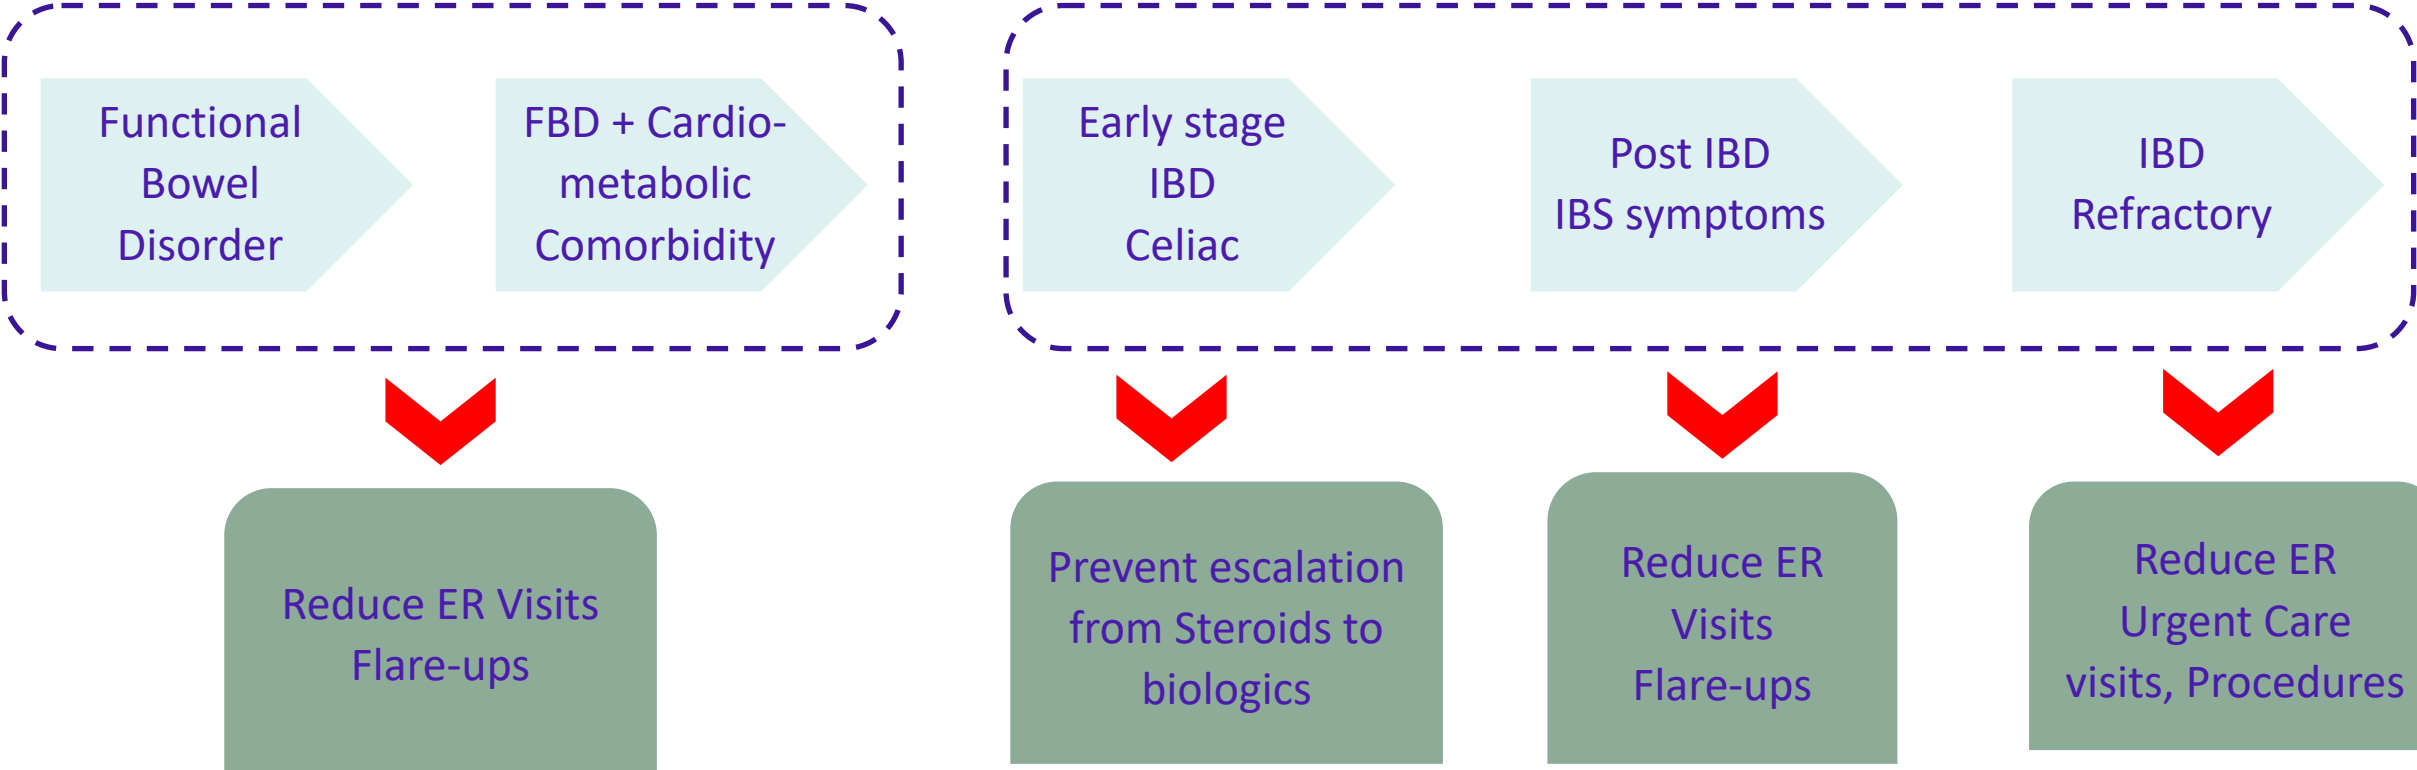 Functional
Bowel
Disorder
FBD + Cardio-
metabolic
Comorbidity
Early stage
IBD
Celiac
Post IBD
IBS symptoms
IBD
Refractory
Reduce ER Visits
Flare-ups
Prevent escalation
from Steroids to
biologics
Reduce ER
Visits
Flare-ups
Reduce ER
Urgent Care
visits, Procedures